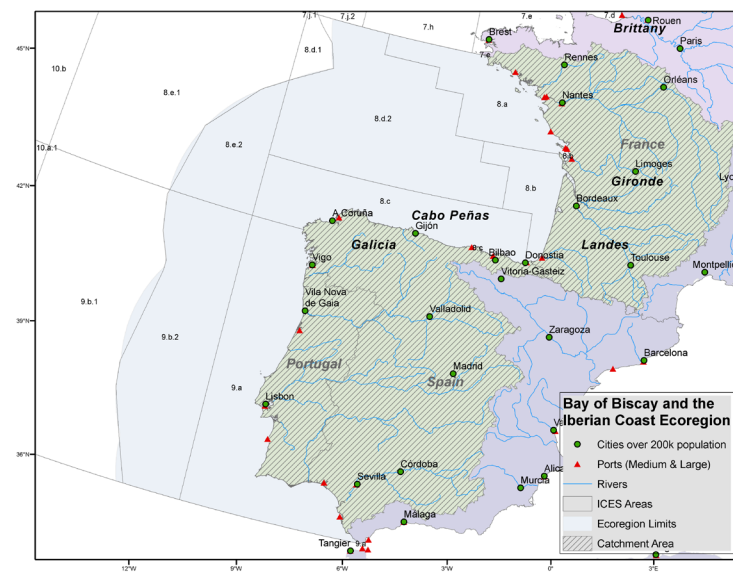 7.j.1
7.j.2
7.h
7.e
7.d
Rouen
Brittany
45°N
Brest
Paris
8.d.1
7.e
Rennes
10.b
Orléans
8.e.1
8.a
Nantes
8.d.2
10.a.1
8.e.2
France
8.b
Limoges
42°N
Gironde
8.b
8.c
Bordeaux
A Coruña
Cabo Peñas
Gijón
Galicia
8.c
Landes
Bilbao
Donostia
Toulouse
Vigo
Vitoria-Gasteiz
Montpellier
Vila Nova
de Gaia
9.b.1
Valladolid
39°N
9.b.2
Zaragoza
Portugal
Barcelona
Madrid
9.a
Spain
Lisbon
Bay of Biscay and the
Iberian Coast Ecoregion
Cities over 200k population
Ports (Medium & Large)
Rivers
ICES Areas
Ecoregion Limits
Catchment Area
36°N
Córdoba
Sevilla
Murcia
Málaga
Tangier
12°W
9°W
6°W
3°W
0°
3°E